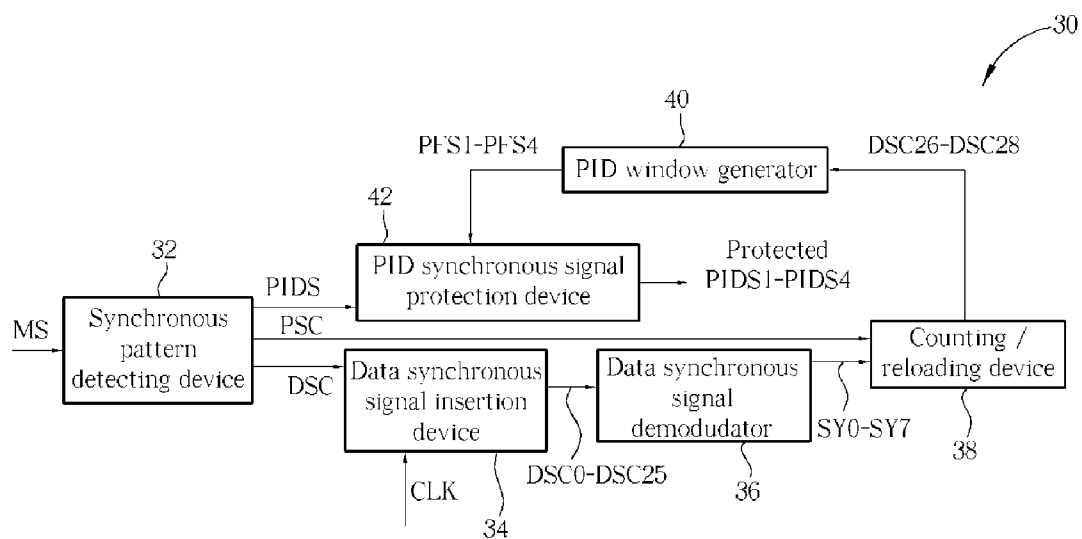 30
40
PFS1-PFS4
DSC26-DSC28
PID window generator
42
32
PID synchronous signal
protection device
Protected
PIDS1-PIDS4
PIDS
MS
Synchronous
pattern
detecting device
PSC
DSC
Counting /
reloading device
Data synchronous
signal insertion
device
Data synchronous
signal
demodudator
SY0-SY7
38
DSC0-DSC25
36
CLK
34